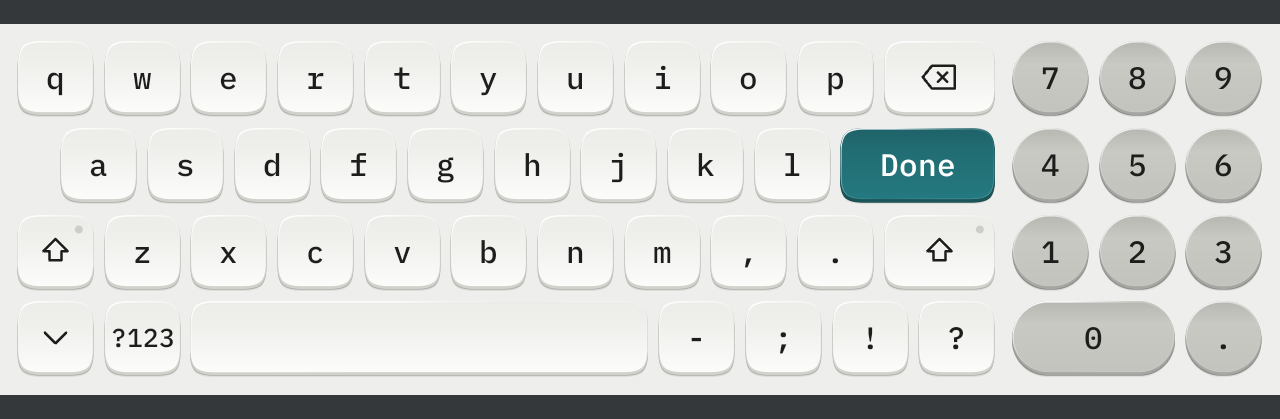 q w e r t y u i o p 7 8 9
a s d f g h j k l Done 4 5 6
z x c v b n m , . 1 2 3
?123 - ; ! ? 0 .